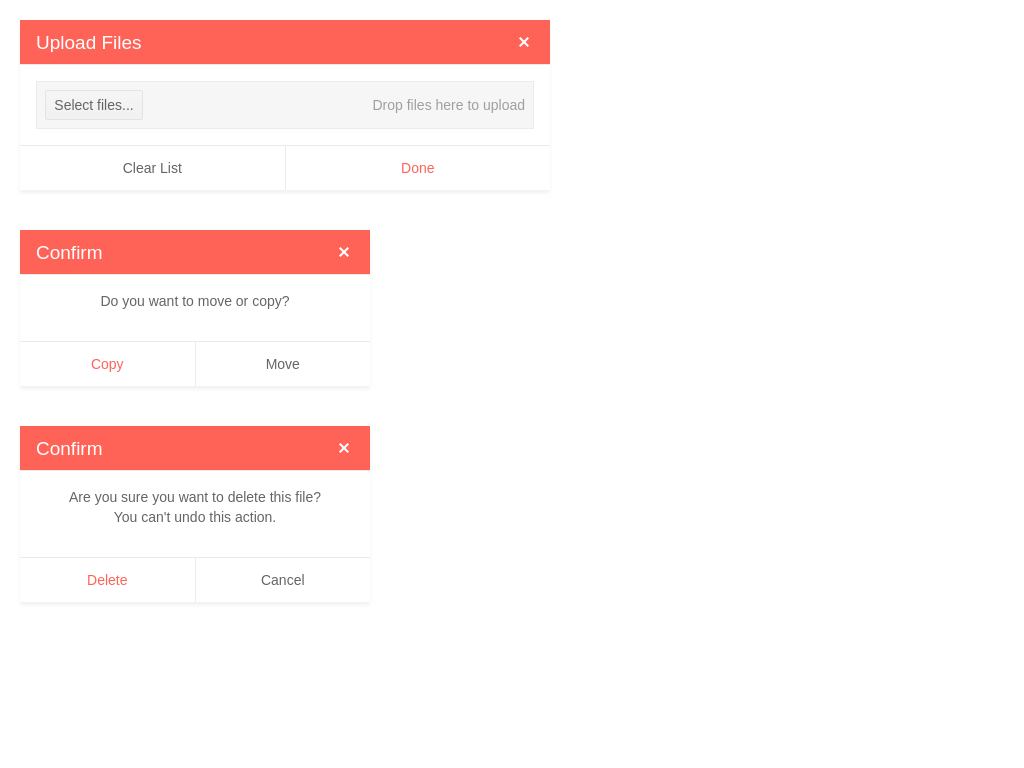 Upload Files
Select files... Drop files here to upload
Clear List Done
Confirm
Do you want to move or copy?
Copy Move
Confirm
Are you sure you want to delete this file?
You can't undo this action.
Delete Cancel